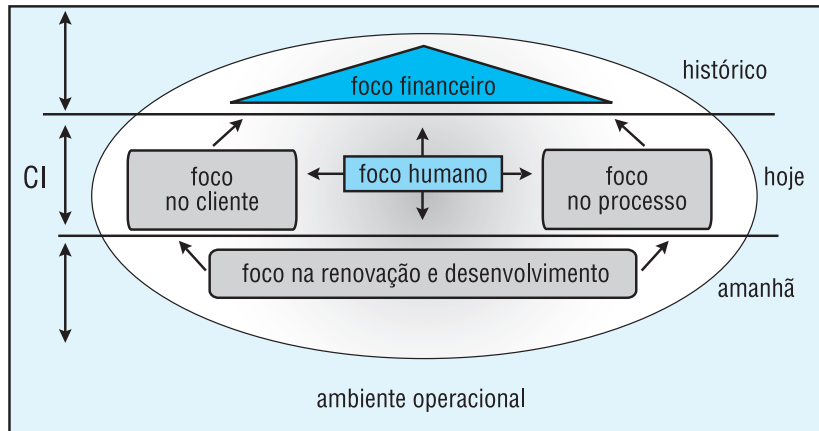 histórico
foco financeiro
CI
foco
no cliente
foco humano
foco
no processo
hoje
foco na renovação e desenvolvimento
amanhã
ambiente operacional